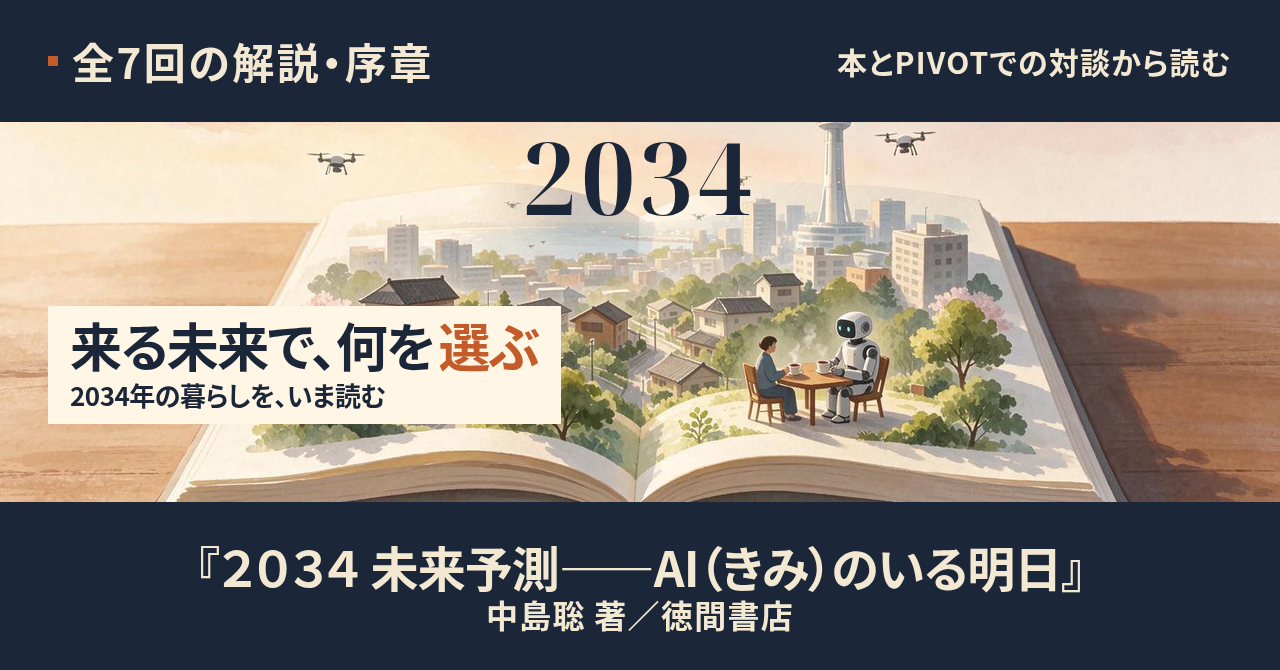 全7回の解説・序章
本とPIVOTでの対談から読む
2034
来る未来で、何を選ぶ
2034年の暮らしを、いま読む
『２０３４ 未来予測――AI（きみ）のいる明日』
中島聡 著／徳間書店